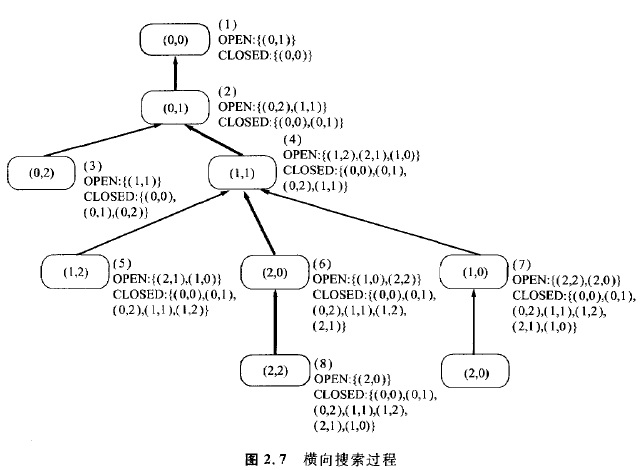 (0,0)
(1)
OPEN:{(0,1)}
CLOSED:{(0,0)}
(0,1)
(2)
OPEN:{(0,2),(1,1)}
CLOSED:{(0,0),(0,1)}
(0,2)
(3)
OPEN:{(1,1)}
CLOSED:{(0,0),
(0,1),(0,2)}
(1,1)
(4)
OPEN:{(1,2),(2,1),(1,0)}
CLOSED:{(0,0),(0,1),
(0,2),(1,1)}
(1,2)
(5)
OPEN:{(2,1),(1,0)}
CLOSED:{(0,0),(0,1),
(0,2),(1,1),(1,2)}
(2,0)
(6)
OPEN:{(1,0),(2,2)}
CLOSED:{(0,0),(0,1),
(0,2),(1,1),(1,2),
(2,1)}
(1,0)
(7)
OPEN:{(2,2),(2,0)}
CLOSED:{(0,0),(0,1),
(0,2),(1,1),(1,2),
(2,1),(1,0)}
(2,2)
(8)
OPEN:{(2,0)}
CLOSED:{(0,0),(0,1),
(0,2),(1,1),(1,2),
(2,1),(1,0)}
(2,0)
图 2.7 横向搜索过程